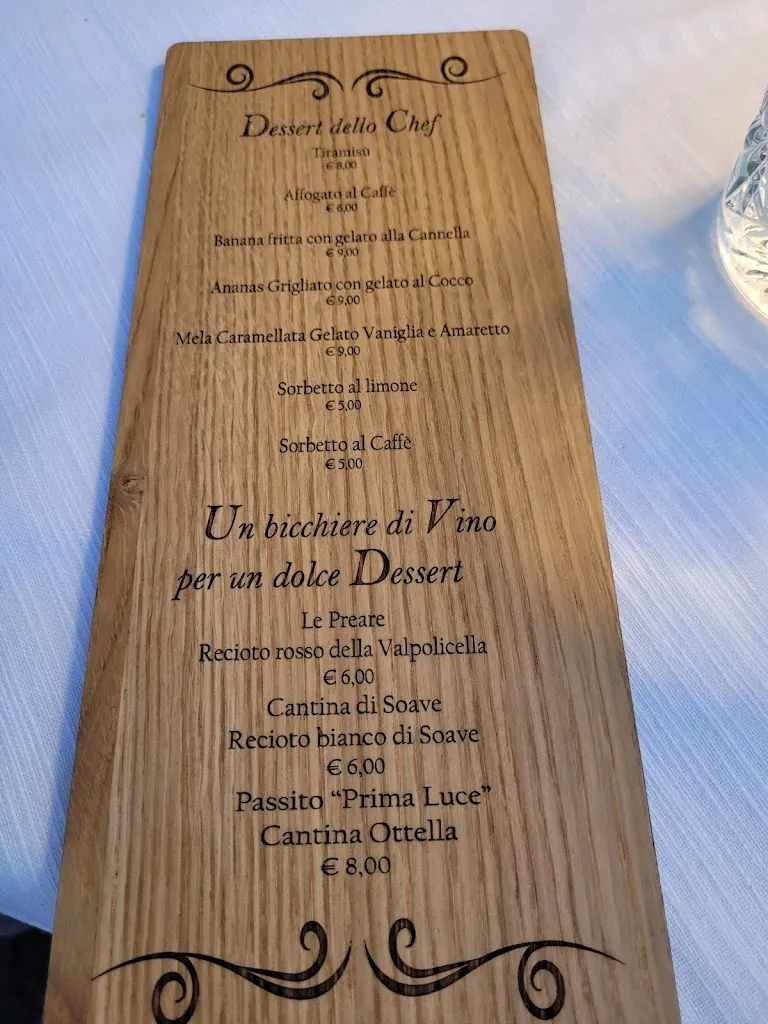 Dessert dello Chef
Tiramisù
€ 8,00
Affogato al Caffè
€ 6,00
Banana fritta con gelato alla Cannella
€ 9,00
Ananas Grigliato con gelato al Cocco
€ 9,00
Mela Caramellata Gelato Vaniglia e Amaretto
€ 9,00
Sorbetto al limone
€ 5,00
Sorbetto al Caffè
€ 5,00
Un bicchiere di Vino
per un dolce Dessert
Le Preare
Recioto rosso della Valpolicella
€ 6,00
Cantina di Soave
Recioto bianco di Soave
€ 6,00
Passito “Prima Luce”
Cantina Ottella
€ 8,00